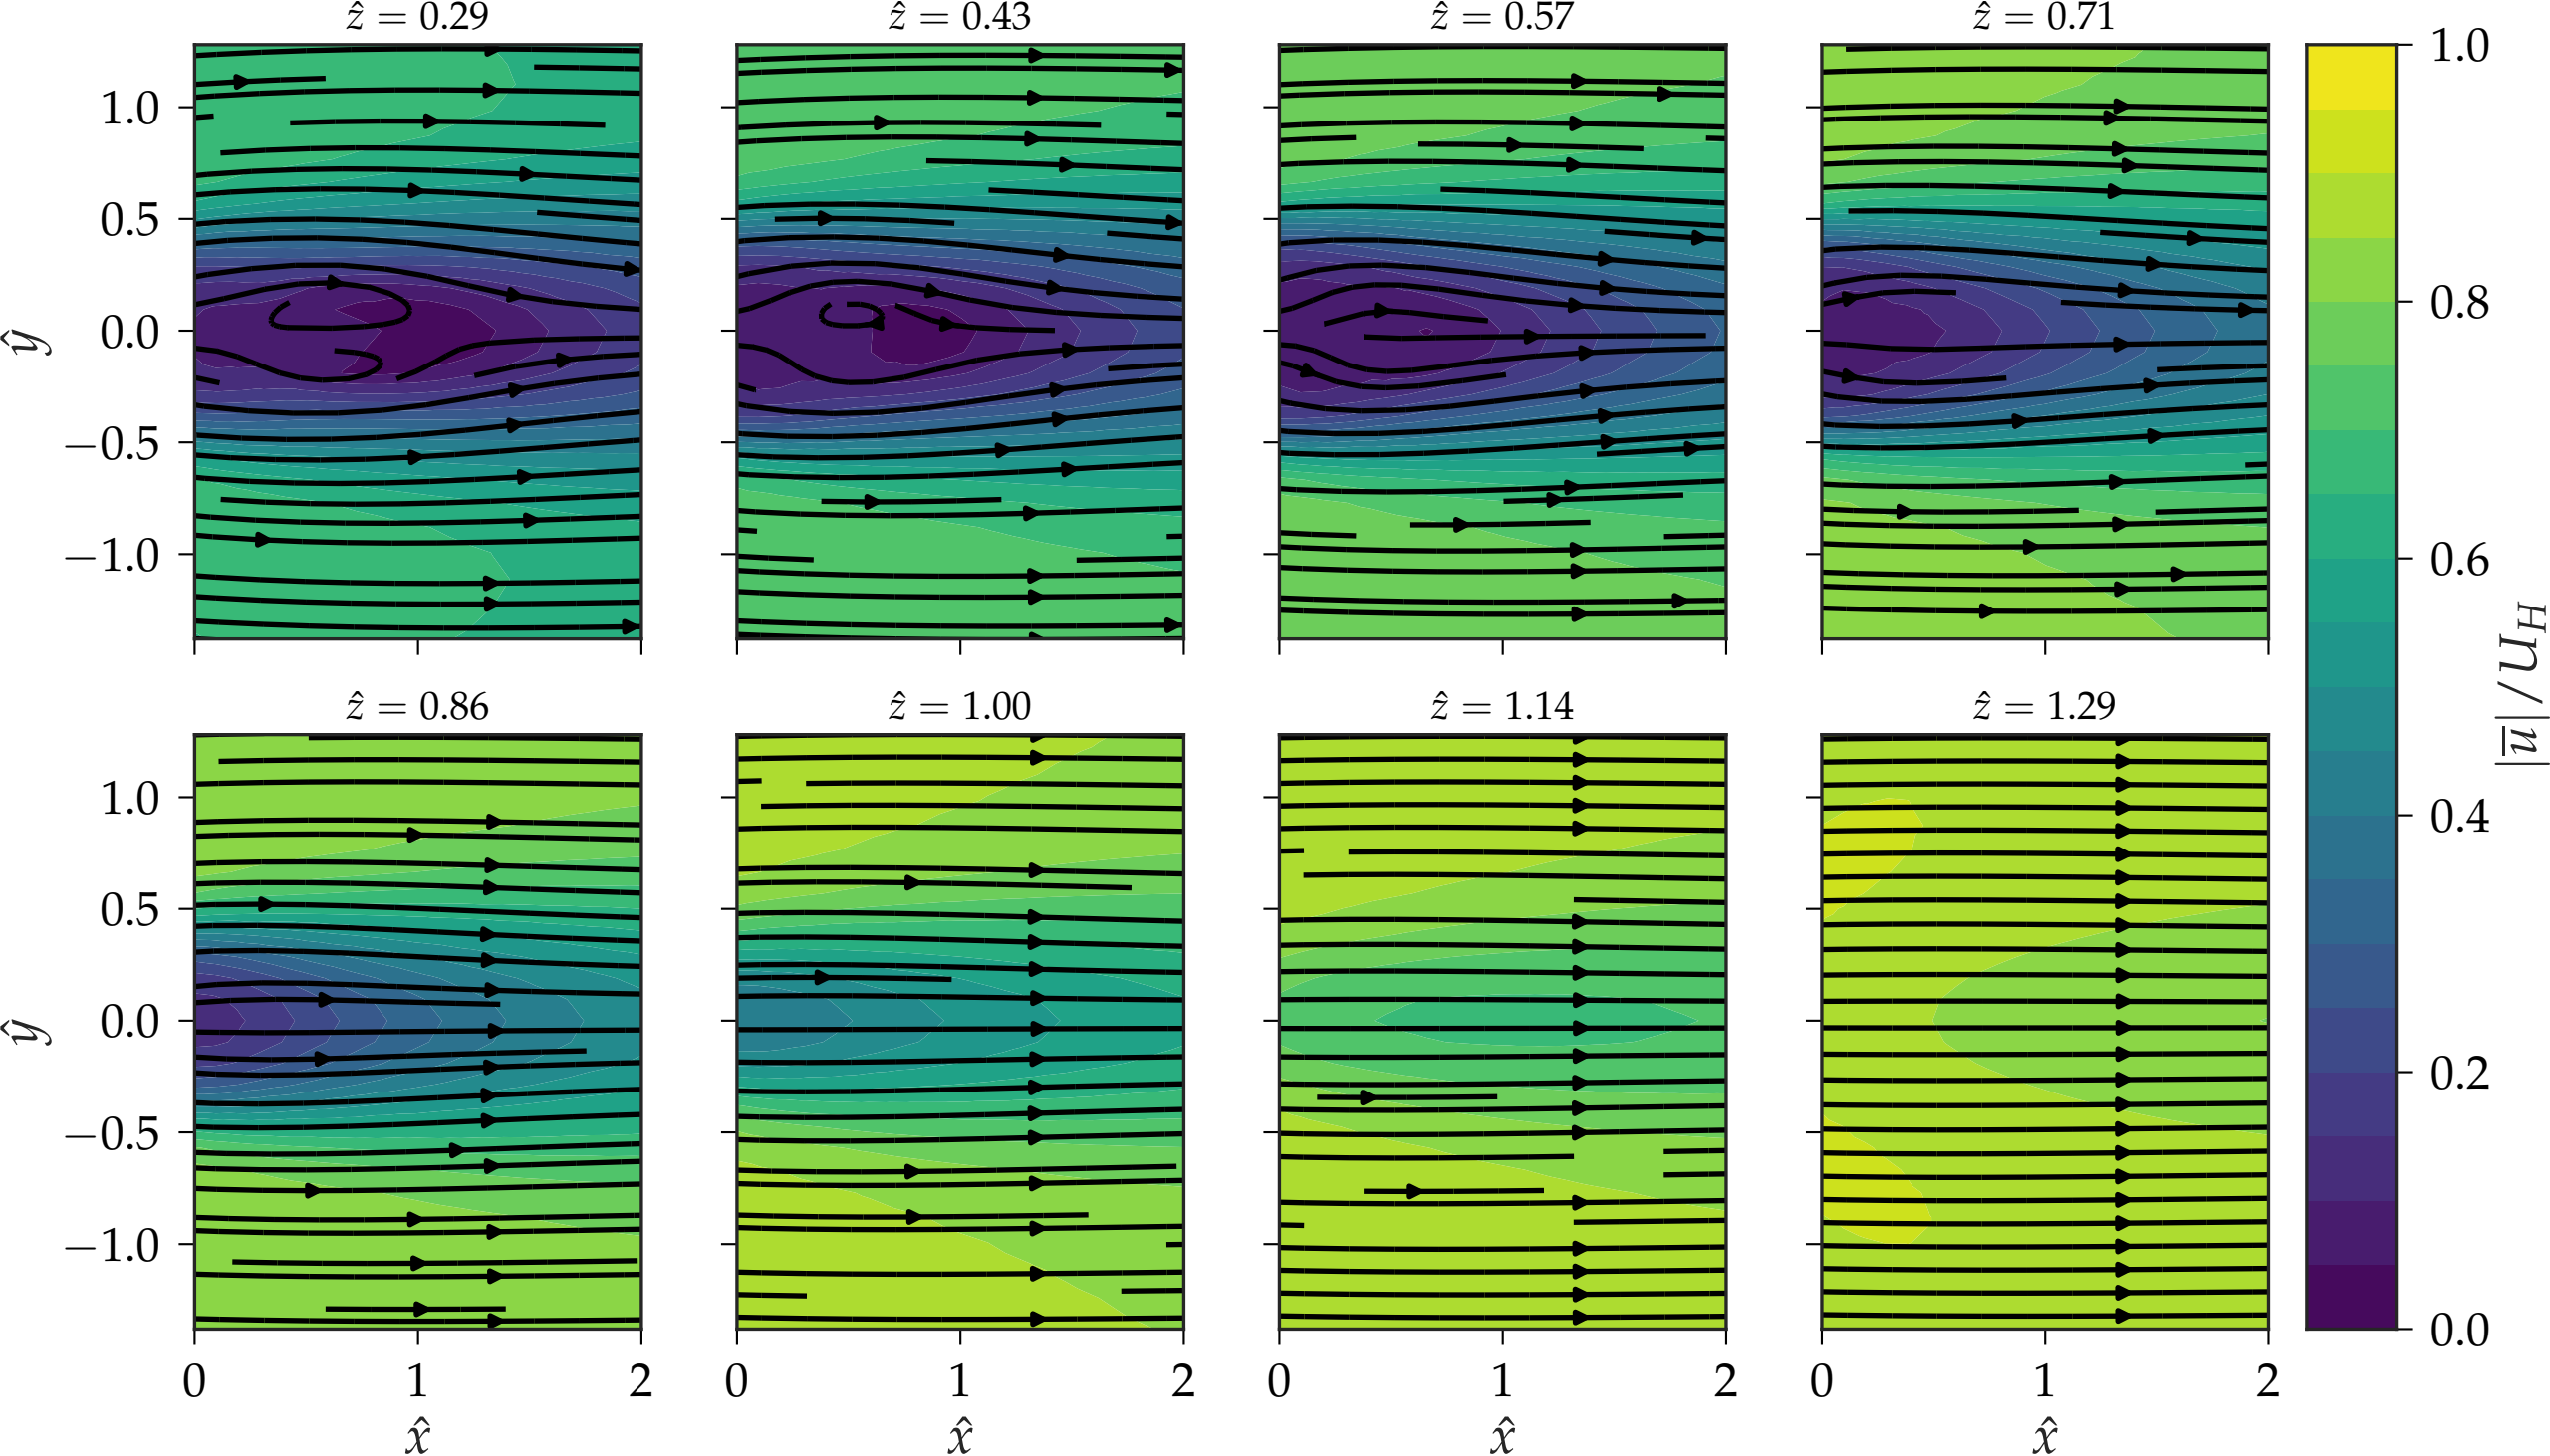 ẑ = 0.29 ẑ = 0.43 ẑ = 0.57 ẑ = 0.71
1.0
0.5
0.0
−0.5
−1.0
ŷ
ẑ = 0.86 ẑ = 1.00 ẑ = 1.14 ẑ = 1.29
1.0
0.5
0.0
−0.5
−1.0
ŷ
0 1 2 0 1 2 0 1 2 0 1 2
x̂ x̂ x̂ x̂
1.0
0.8
0.6
0.4
0.2
0.0
|u̅| / U_H